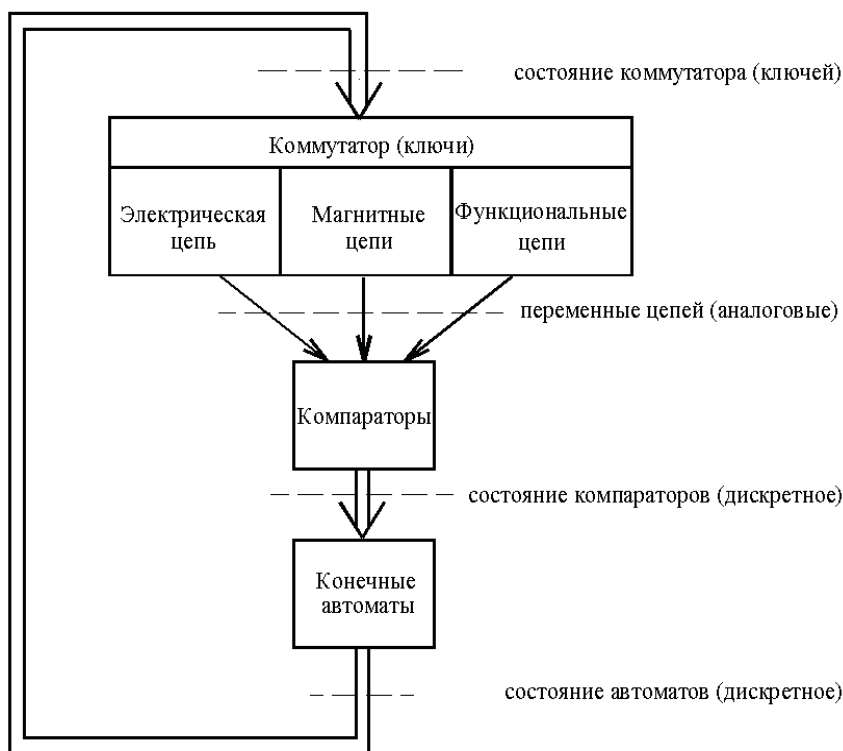 состояние коммутатора (ключей)
Коммутатор (ключи)
Электрическая
цепь
Магнитные
цепи
Функциональные
цепи
переменные цепей (аналоговые)
Компараторы
состояние компараторов (дискретное)
Конечные
автоматы
состояние автоматов (дискретное)